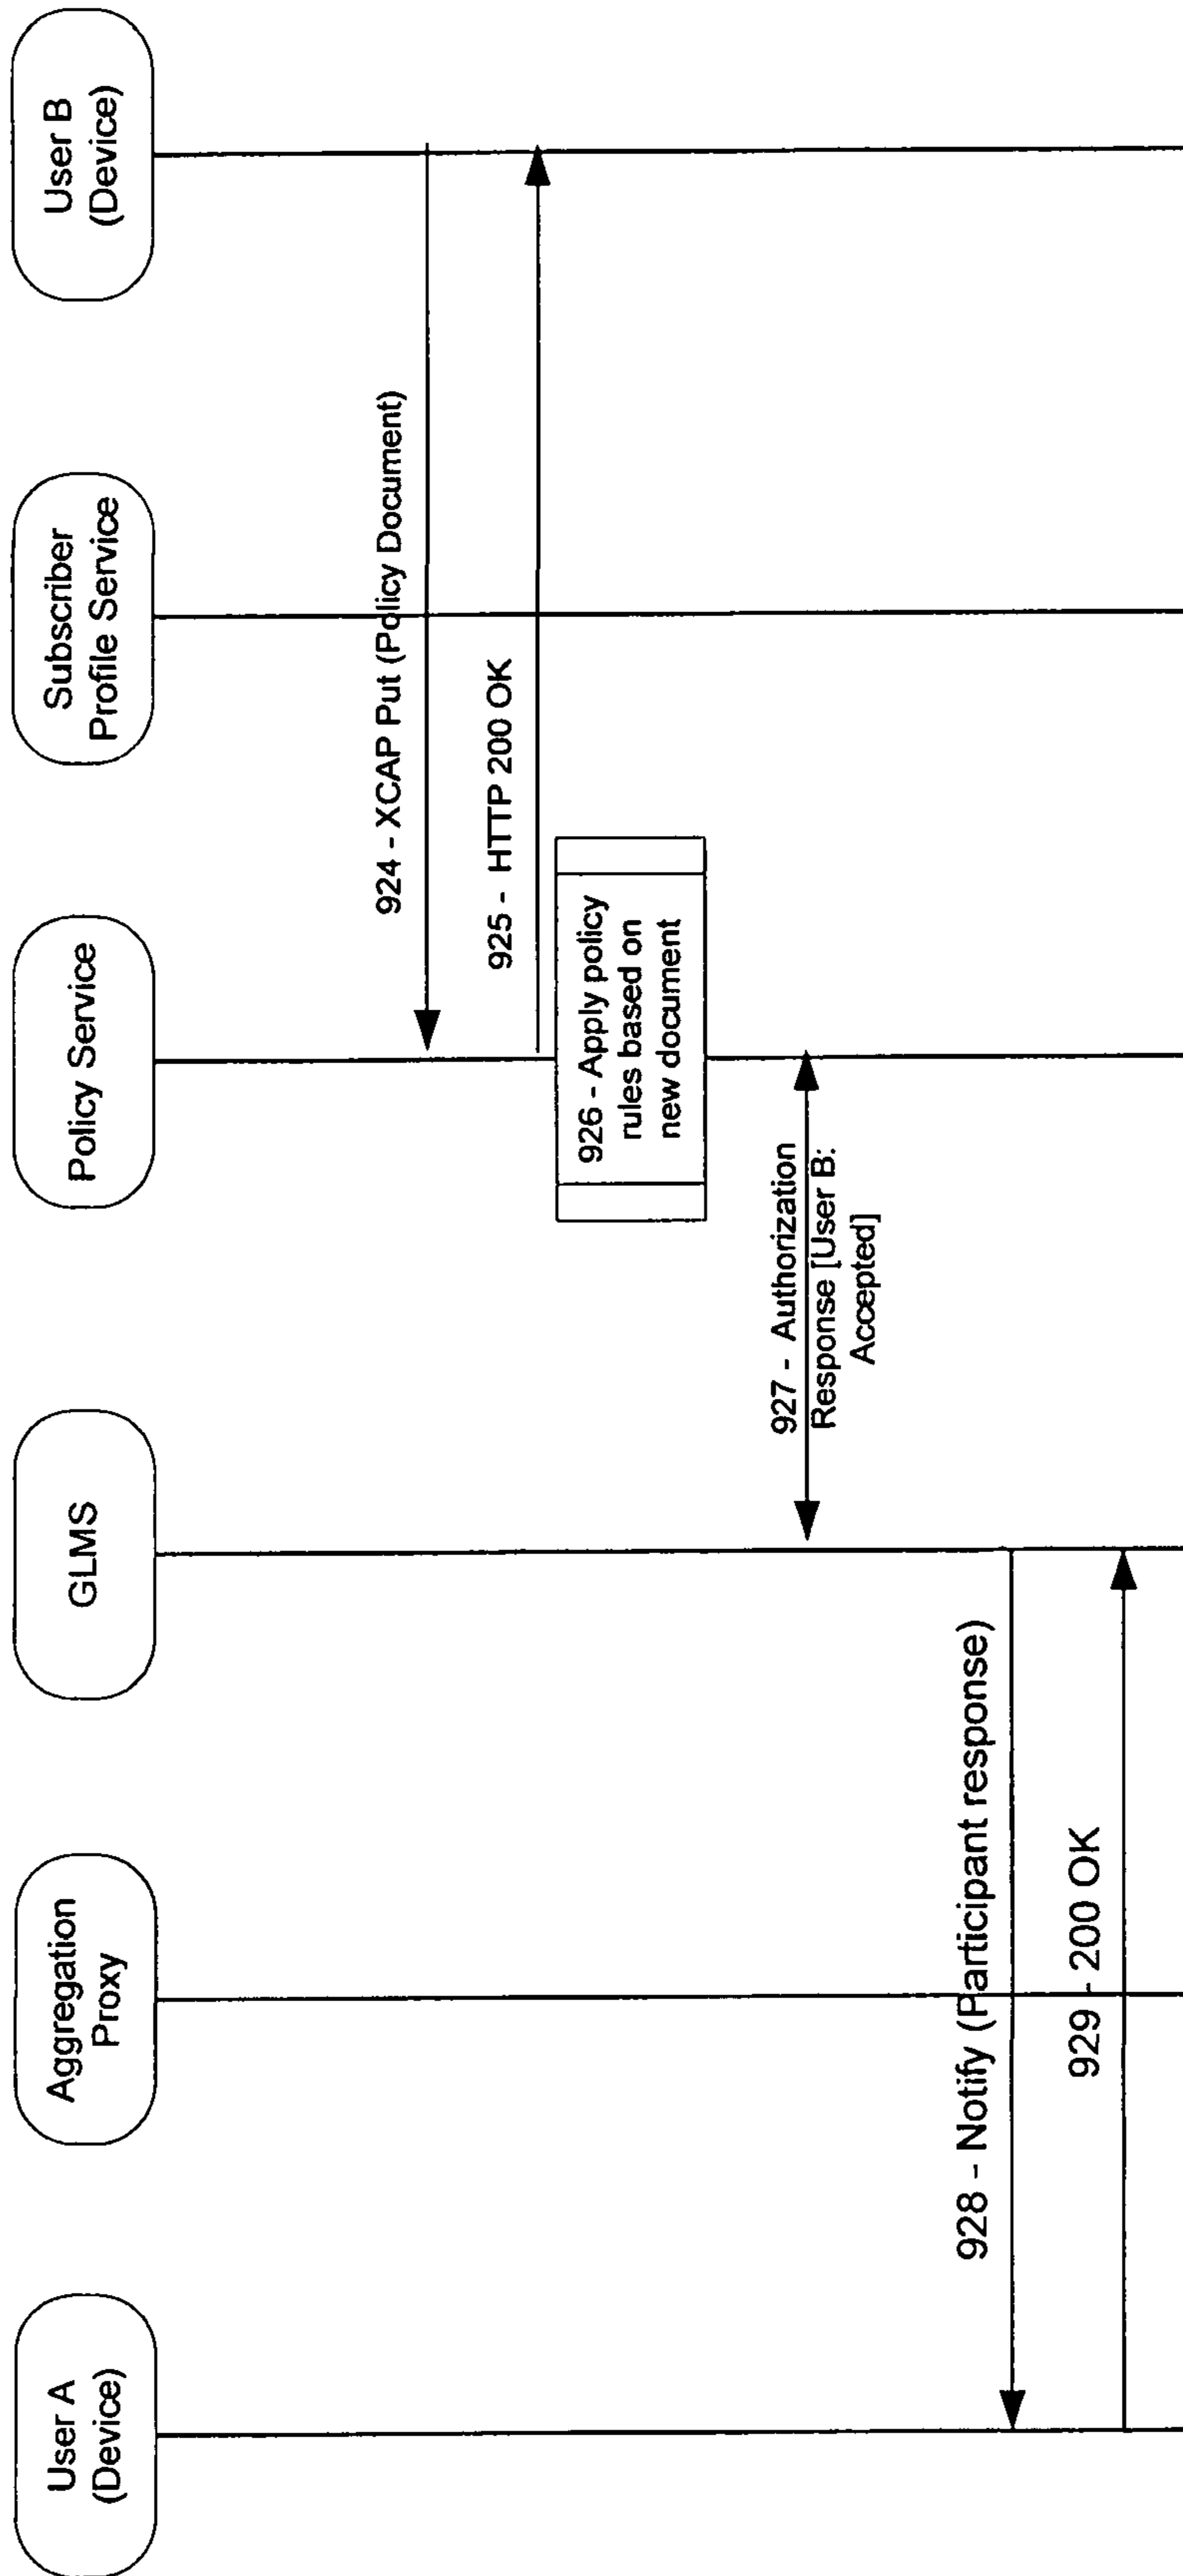 User A
(Device)
Aggregation
Proxy
GLMS
Policy Service
Subscriber
Profile Service
User B
(Device)
924 - XCAP Put (Policy Document)
925 - HTTP 200 OK
926 - Apply policy
rules based on
new document
927 - Authorization
Response [User B:
Accepted]
928 - Notify (Participant response)
929 - 200 OK